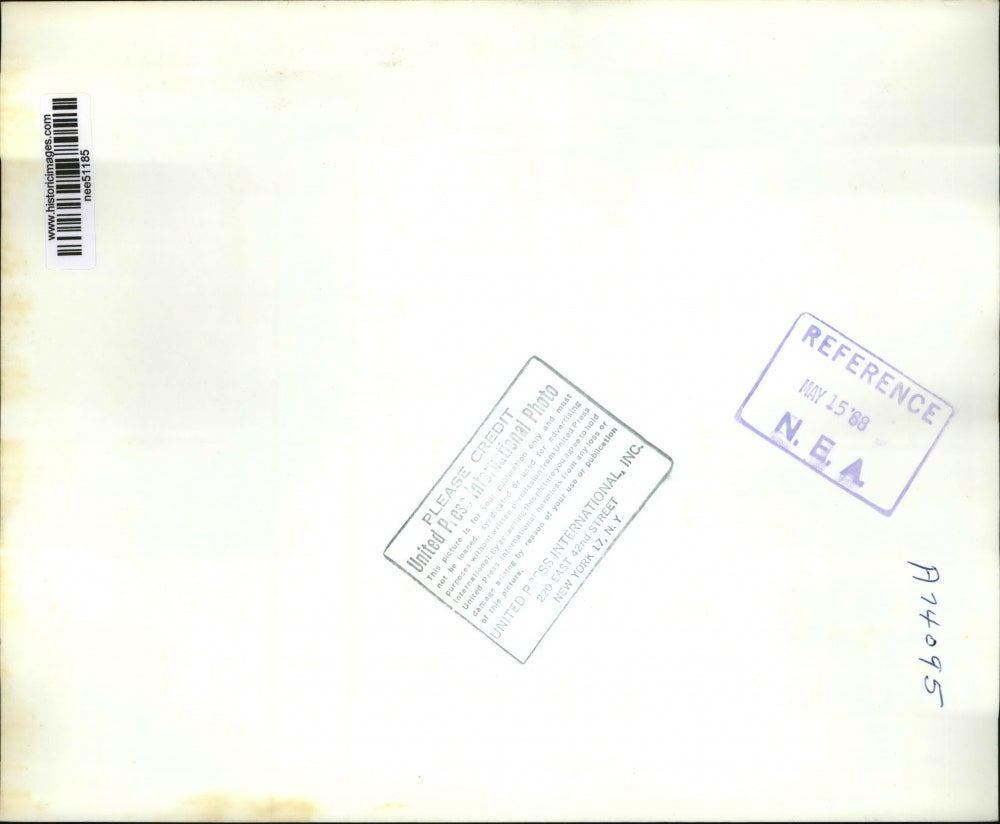 www.historicimages.com
nee51185
PLEASE CREDIT
United Press International Photo
This picture is for your publication only and must
not be loaned, syndicated or used for advertising
purposes without written permission from United Press
International. By accepting this picture you agree to hold
United Press International harmless from any loss or
damage arising by reason of your use or publication
of this picture.
UNITED PRESS INTERNATIONAL, INC.
220 EAST 42nd STREET
NEW YORK 17, N. Y
REFERENCE
MAY 15 '68
N. E. A.
A74095